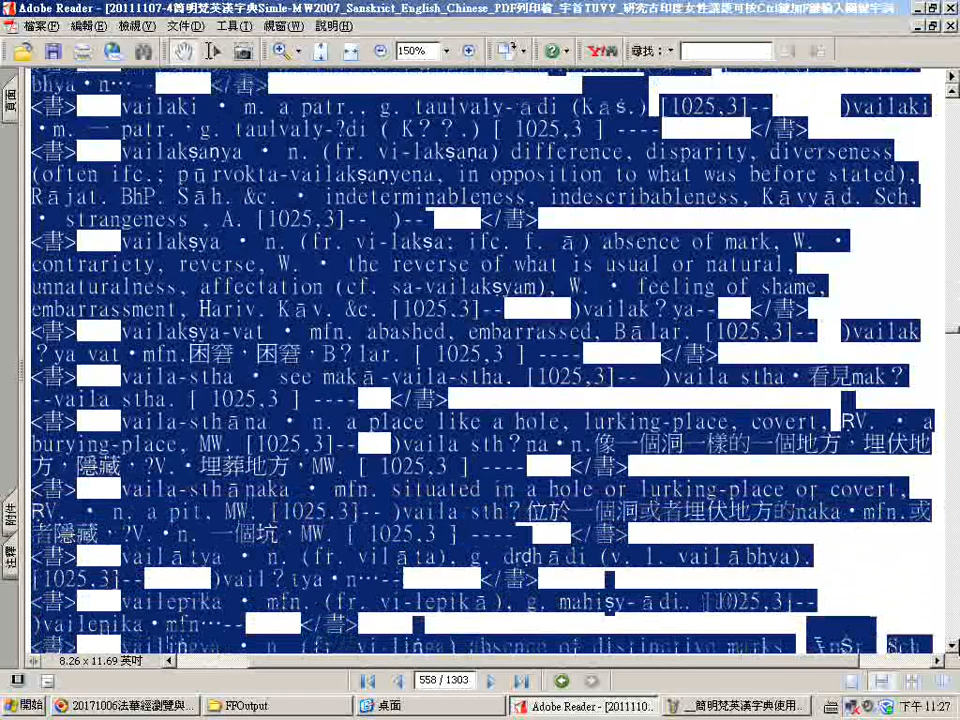 Adobe Reader - [20111107-4簡明梵英漢字典Simle-MW2007_Sanskrict_English_Chinese_PDF列印檔_字首TUVY_研究古印度女性議題可按Ctrl鍵加F鍵輸入關鍵字詞
檔案(F) 編輯(E) 檢視(V) 文件(D) 工具(T) 視窗(W) 說明(H)
150% 尋找：
頁面
bhya‧n… </書>
<書> vailaki ‧ m. a patr., g. taulvaly-ādi (Kāś.) [1025,3]-- )vailaki
‧m. 一 patr.，g. taulvaly-?di ( K？？.) [ 1025,3 ] ---- </書>
<書> vailakṣaṇya ‧ n. (fr. vi-lakṣaṇa) difference, disparity, diverseness
(often ifc.; pūrvokta-vailakṣaṇyena, in opposition to what was before stated),
Rājat. BhP. Sāh. &c. ‧ indeterminableness, indescribableness, Kāvyād. Sch.
‧ strangeness , A. [1025,3]-- )-- </書>
<書> vailakṣya ‧ n. (fr. vi-lakṣa; ifc. f. ā) absence of mark, W. ‧
contrariety, reverse, W. ‧ the reverse of what is usual or natural,
unnaturalness, affectation (cf. sa-vailakṣyam), W. ‧ feeling of shame,
embarrassment, Hariv. Kāv. &c. [1025,3]-- )vailak？ya-- </書>
<書> vailakṣya-vat ‧ mfn. abashed, embarrassed, Bālar. [1025,3]-- )vailak
？ya vat‧mfn.困窘，困窘，B？lar. [ 1025,3 ] ---- </書>
<書> vaila-stha ‧ see makā-vaila-stha. [1025,3]-- )vaila stha‧看見mak？
--vaila stha. [ 1025,3 ] ---- </書>
<書> vaila-sthāna ‧ n. a place like a hole, lurking-place, covert, RV. ‧ a
burying-place, MW. [1025,3]-- )vaila sth？na‧n.像一個洞一樣的一個地方，埋伏地
方，隱藏，?V.‧埋葬地方，MW. [ 1025,3 ] ---- </書>
<書> vaila-sthānaka ‧ mfn. situated in a hole or lurking-place or covert,
RV. ‧ n. a pit, MW. [1025,3]-- )vaila sth？位於一個洞或者埋伏地方的naka‧mfn.或
者隱藏，?V.‧n. 一個坑，MW. [ 1025,3 ] ---- </書>
<書> vailātya ‧ n. (fr. vilāta), g. dṛḍhādi (v. l. vailābhya).
[1025,3]-- )vail？tya‧n…-- </書>
<書> vailepika ‧ mfn. (fr. vi-lepikā), g. mahiṣy-ādi.. [1025,3]--
)vailepika‧mfn…-- </書>
附件
注釋
8.26 x 11.69 英吋
558 / 1303
開始 20171006法華經瀏覽與... FFOutput 桌面 Adobe Reader - [201110... __簡明梵英漢字典使用... 下午 11:27